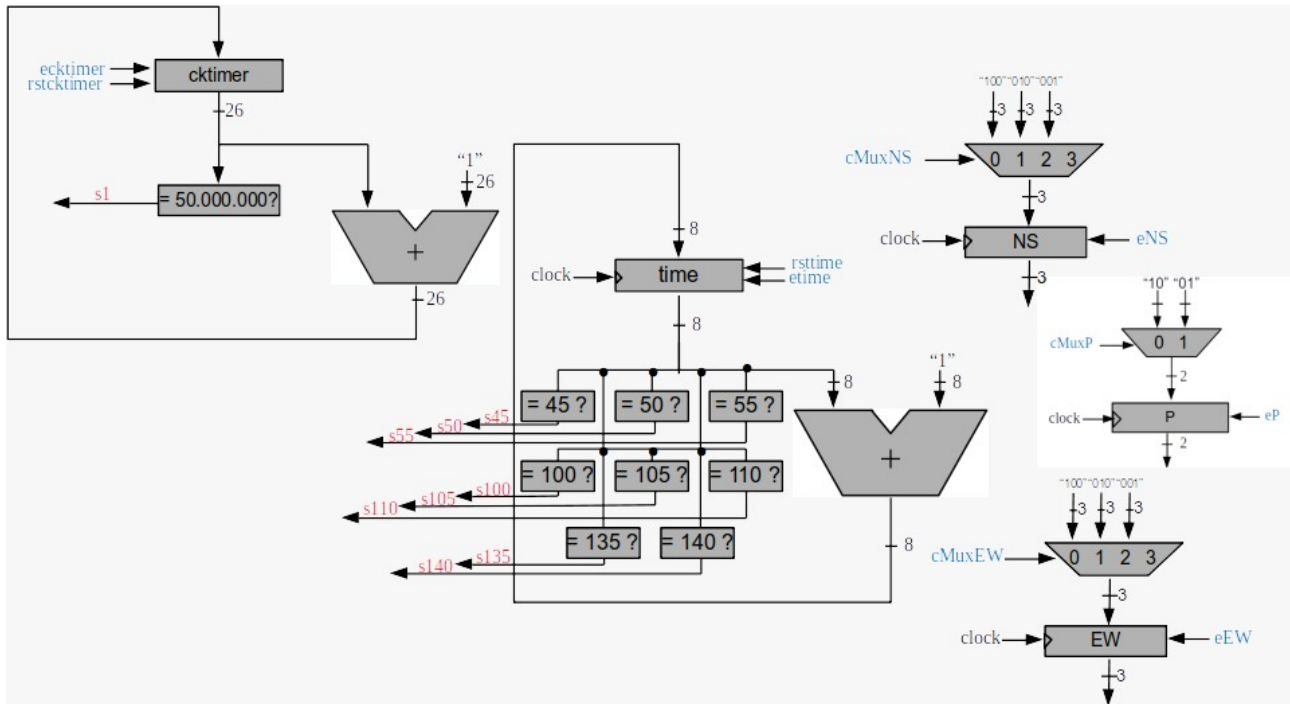 ecktimer
rstcktimer
cktimer
26
"1"
26
s1
= 50.000.000?
+
26
8
clock
time
rsttime
etime
8
"1"
8
8
= 45 ?
= 50 ?
= 55 ?
s45
s50
s55
+
= 100 ?
= 105 ?
= 110 ?
s100
s105
s110
= 135 ?
= 140 ?
s135
s140
8
"100" "010" "001"
3 3 3
cMuxNS
0 1 2 3
3
clock
NS
eNS
3
"10" "01"
cMuxP
0 1
2
clock
P
eP
2
"100" "010" "001"
3 3 3
cMuxEW
0 1 2 3
3
clock
EW
eEW
3